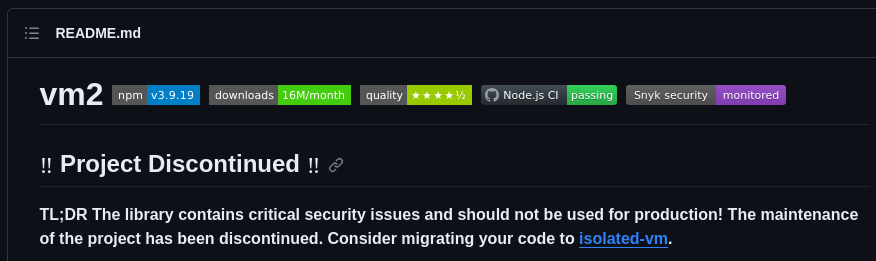 README.md
vm2 npm v3.9.19 downloads 16M/month quality ★★★★½ Node.js CI passing Snyk security monitored
‼ Project Discontinued ‼
TL;DR The library contains critical security issues and should not be used for production! The maintenance
of the project has been discontinued. Consider migrating your code to isolated-vm.